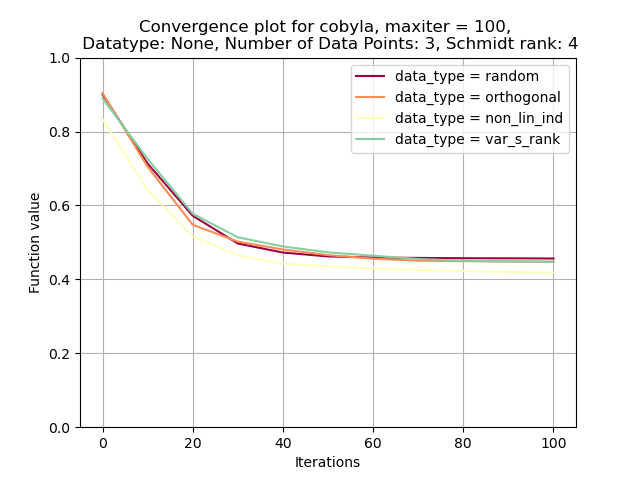 Convergence plot for cobyla, maxiter = 100,
Datatype: None, Number of Data Points: 3, Schmidt rank: 4
1.0
0.8
0.6
0.4
0.2
0.0
Function value
data_type = random
data_type = orthogonal
data_type = non_lin_ind
data_type = var_s_rank
0 20 40 60 80 100
Iterations